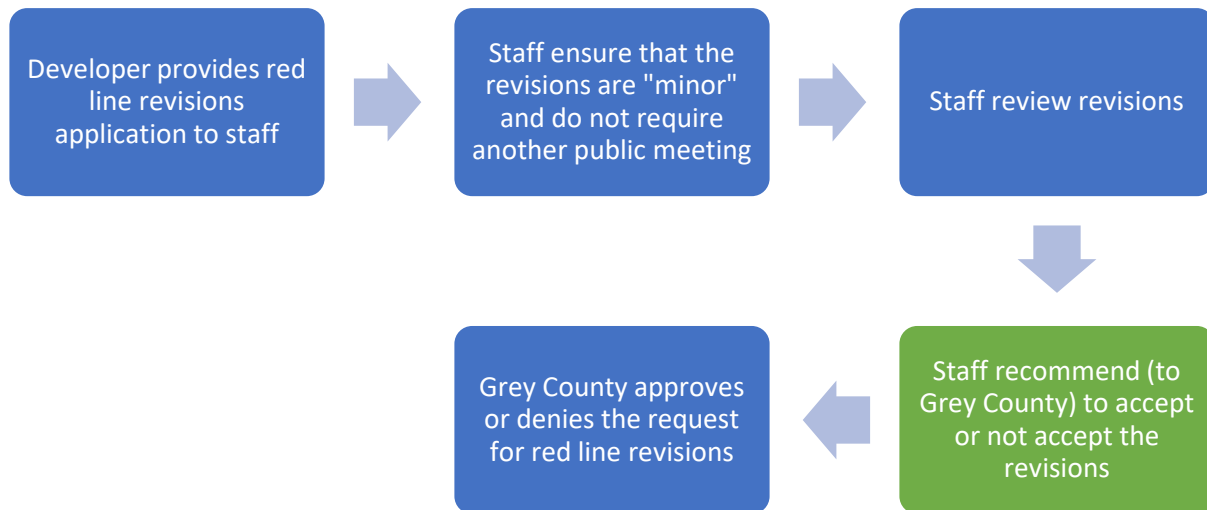 Developer provides red
line revisions
application to staff
Staff ensure that the
revisions are "minor"
and do not require
another public meeting
Staff review revisions
Staff recommend (to
Grey County) to accept
or not accept the
revisions
Grey County approves
or denies the request
for red line revisions